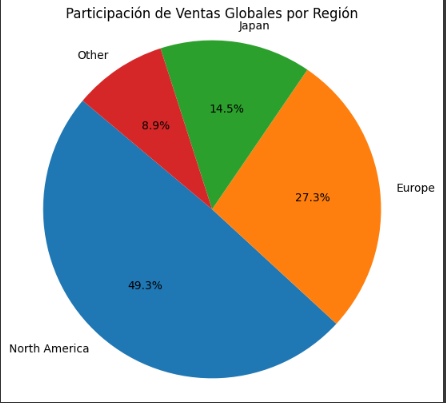 Participación de Ventas Globales por Región
Japan
Other
14.5%
8.9%
Europe
27.3%
49.3%
North America